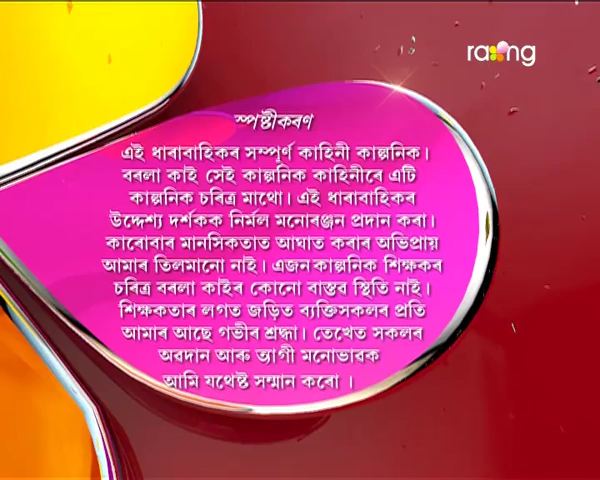 rang
স্পষ্টীকৰণ
এই ধাৰাবাহিকৰ সম্পূৰ্ণ কাহিনী কাল্পনিক।
বৰলা কাই সেই কাল্পনিক কাহিনীৰে এটি
কাল্পনিক চৰিত্ৰ মাথো। এই ধাৰাবাহিকৰ
উদ্দেশ্য দৰ্শকক নিৰ্মল মনোৰঞ্জন প্ৰদান কৰা।
কাৰোবাৰ মানসিকতাত আঘাত কৰাৰ অভিপ্ৰায়
আমাৰ তিলমানো নাই। এজন কাল্পনিক শিক্ষকৰ
চৰিত্ৰ বৰলা কাইৰ কোনো বাস্তৱ স্থিতি নাই।
শিক্ষকতাৰ লগত জড়িত ব্যক্তিসকলৰ প্ৰতি
আমাৰ আছে গভীৰ শ্ৰদ্ধা। তেখেত সকলৰ
অৱদান আৰু ত্যাগী মনোভাৱক
আমি যথেষ্ট সন্মান কৰো ।